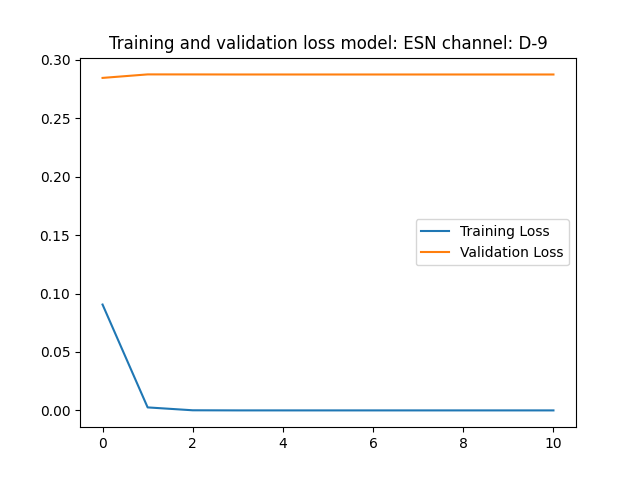 Training and validation loss model: ESN channel: D-9
0.30
0.25
0.20
0.15
0.10
0.05
0.00
Training Loss
Validation Loss
0 2 4 6 8 10